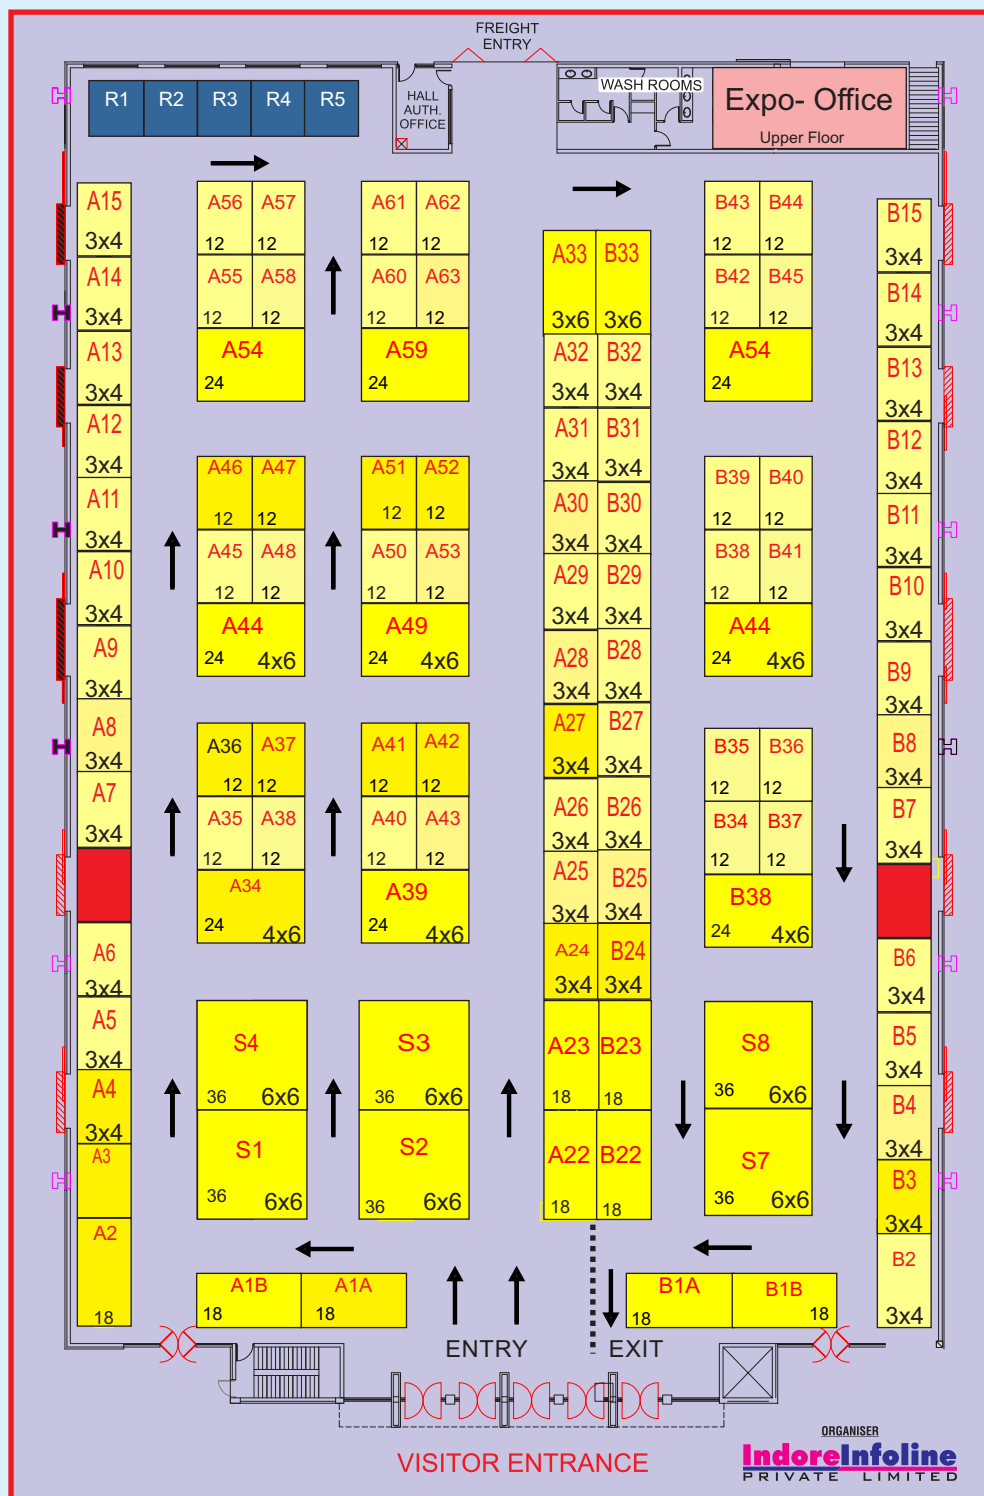 FREIGHT
ENTRY
R1 R2 R3 R4 R5
HALL
AUTH.
OFFICE
WASH ROOMS
Expo- Office
Upper Floor
A15
3x4
A14
3x4
A13
3x4
A12
3x4
A11
3x4
A10
3x4
A9
3x4
A8
3x4
A7
3x4
A6
3x4
A5
3x4
A4
3x4
A3
A2
18
A56 A57
12 12
A55 A58
12 12
A54
24
A46 A47
12 12
A45 A48
12 12
A44
24 4x6
A36 A37
12 12
A35 A38
12 12
A34
24 4x6
S4
36 6x6
S1
36 6x6
A61 A62
12 12
A60 A63
12 12
A59
24
A51 A52
12 12
A50 A53
12 12
A49
24 4x6
A41 A42
12 12
A40 A43
12 12
A39
24 4x6
S3
36 6x6
S2
36 6x6
A33 B33
3x6 3x6
A32 B32
3x4 3x4
A31 B31
3x4 3x4
A30 B30
3x4 3x4
A29 B29
3x4 3x4
A28 B28
3x4 3x4
A27 B27
3x4 3x4
A26 B26
3x4 3x4
A25 B25
3x4 3x4
A24 B24
3x4 3x4
A23 B23
18 18
A22 B22
18 18
B43 B44
12 12
B42 B45
12 12
A54
24
B39 B40
12 12
B38 B41
12 12
A44
24 4x6
B35 B36
12 12
B34 B37
12 12
B38
24 4x6
S8
36 6x6
S7
36 6x6
B15
3x4
B14
3x4
B13
3x4
B12
3x4
B11
3x4
B10
3x4
B9
3x4
B8
3x4
B7
3x4
B6
3x4
B5
3x4
B4
3x4
B3
3x4
B2
3x4
A1B A1A
18 18
B1A B1B
18 18
ENTRY EXIT
VISITOR ENTRANCE
ORGANISER
IndoreInfoline
PRIVATE LIMITED